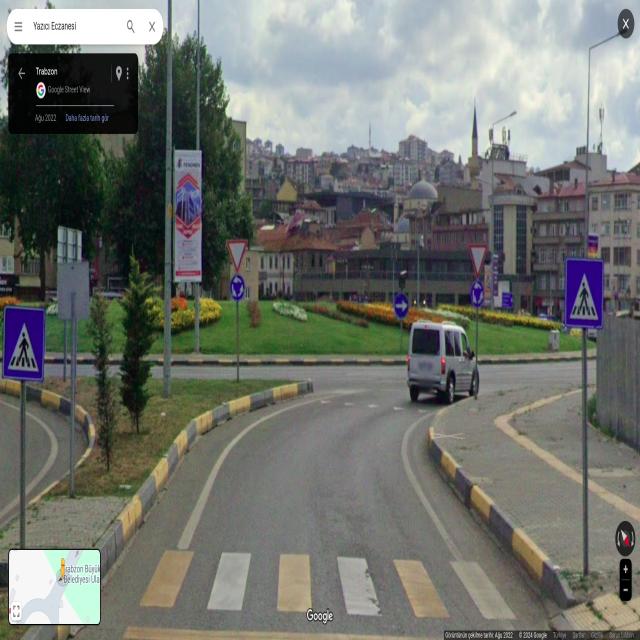 Yazıcı Eczanesi
Trabzon
Google Street View
Ağu 2022 Daha fazla tarih gör
Trabzon Büyük
Belediyesi Ula
Google
Görüntünün çekilme tarihi: Ağu 2022 © 2024 Google Türkiye Şartlar